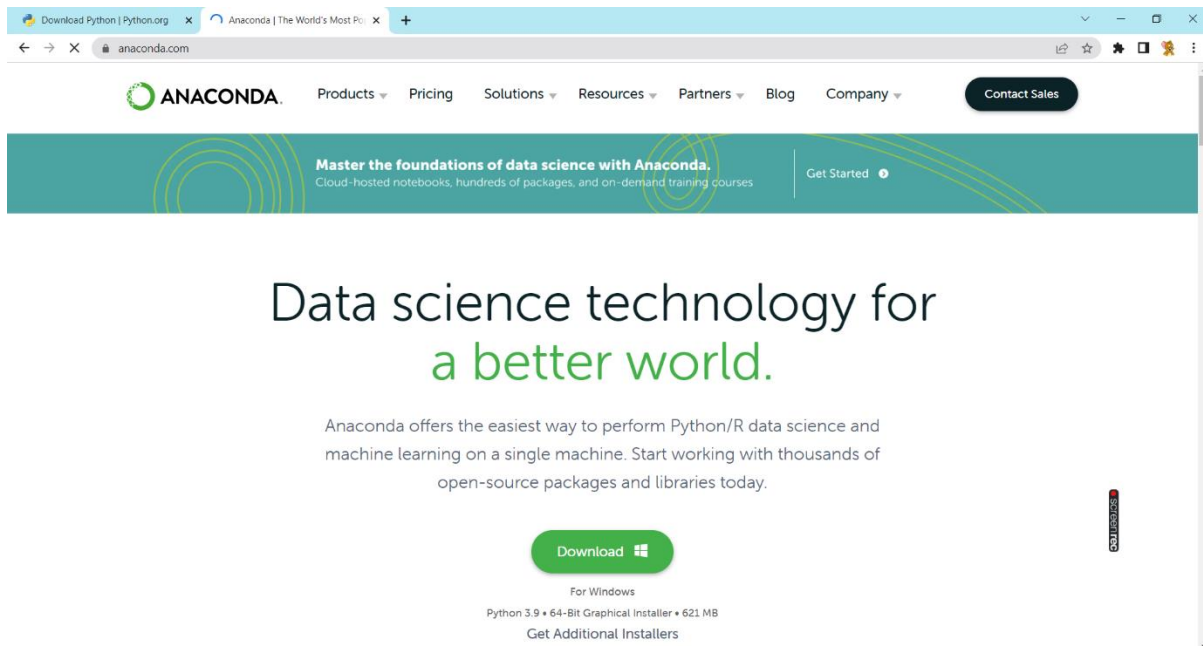 Download Python | Python.org
Anaconda | The World's Most Po
anaconda.com
ANACONDA.
Products Pricing Solutions Resources Partners Blog Company Contact Sales
Master the foundations of data science with Anaconda.
Cloud-hosted notebooks, hundreds of packages, and on-demand training courses
Get Started
Data science technology for
a better world.
Anaconda offers the easiest way to perform Python/R data science and
machine learning on a single machine. Start working with thousands of
open-source packages and libraries today.
Download
For Windows
Python 3.9 • 64-Bit Graphical Installer • 621 MB
Get Additional Installers
screenrec